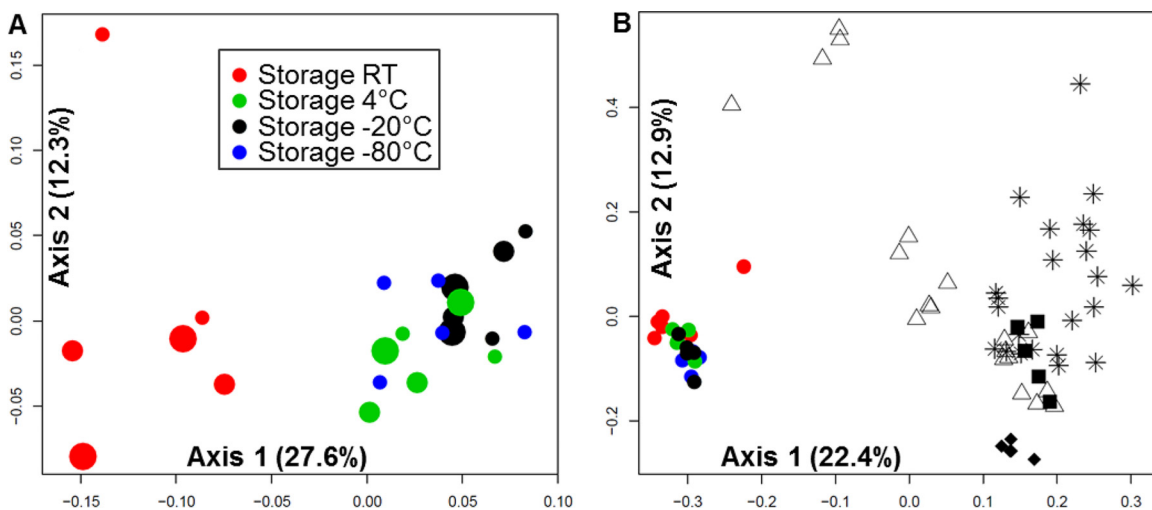 A
Storage RT
Storage 4°C
Storage -20°C
Storage -80°C
Axis 2 (12.3%)
0.15
0.10
0.05
0.00
−0.05
Axis 1 (27.6%)
−0.15
−0.10
−0.05
0.00
0.05
0.10
B
Axis 2 (12.9%)
0.4
0.2
0.0
−0.2
Axis 1 (22.4%)
−0.3
−0.2
−0.1
0.0
0.1
0.2
0.3